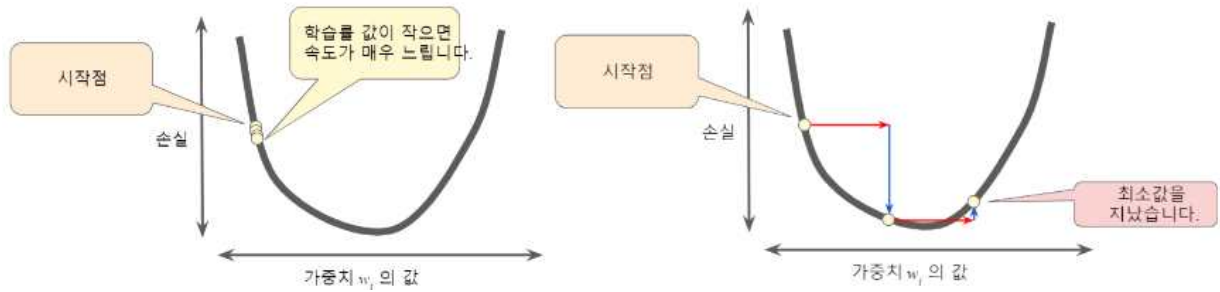 시작점
학습률 값이 작으면
속도가 매우 느립니다.
손실
가중치 wᵢ 의 값
시작점
손실
최소값을
지났습니다.
가중치 wᵢ 의 값